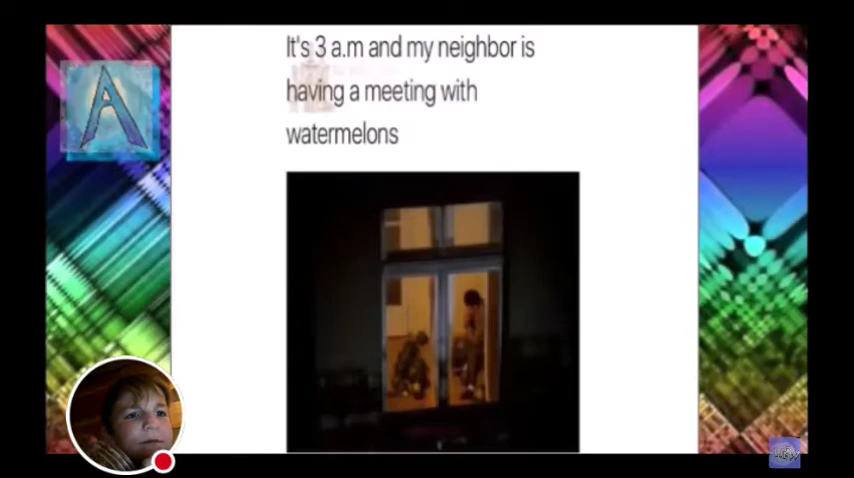 It's 3 a.m and my neighbor is
having a meeting with
watermelons
A